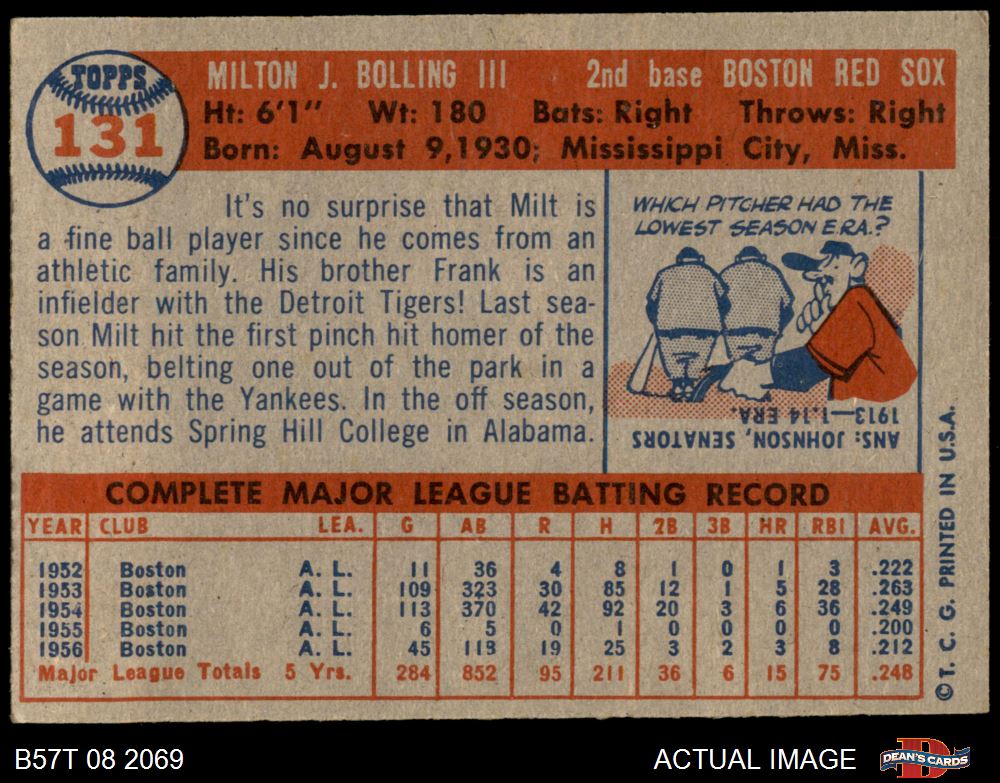 TOPPS
131
MILTON J. BOLLING III 2nd base BOSTON RED SOX
Ht: 6'1" Wt: 180 Bats: Right Throws: Right
Born: August 9, 1930; Mississippi City, Miss.
It's no surprise that Milt is
a fine ball player since he comes from an
athletic family. His brother Frank is an
infielder with the Detroit Tigers! Last sea-
son Milt hit the first pinch hit homer of the
season, belting one out of the park in a
game with the Yankees. In the off season,
he attends Spring Hill College in Alabama.
WHICH PITCHER HAD THE
LOWEST SEASON E.R.A.?
ANS: JOHNSON, SENATORS
1913—1.14 ERA.
COMPLETE MAJOR LEAGUE BATTING RECORD
YEAR CLUB LEA. G AB R H 2B 3B HR RBI AVG.
1952 Boston A. L. 11 36 4 8 1 0 1 3 .222
1953 Boston A. L. 109 323 30 85 12 1 5 28 .263
1954 Boston A. L. 113 370 42 92 20 3 6 36 .249
1955 Boston A. L. 6 5 0 1 0 0 0 0 .200
1956 Boston A. L. 45 118 19 25 3 2 3 8 .212
Major League Totals 5 Yrs. 284 852 95 211 36 6 15 75 .248
© T. C. G. PRINTED IN U.S.A.
B57T 08 2069
ACTUAL IMAGE
DEAN'S CARDS